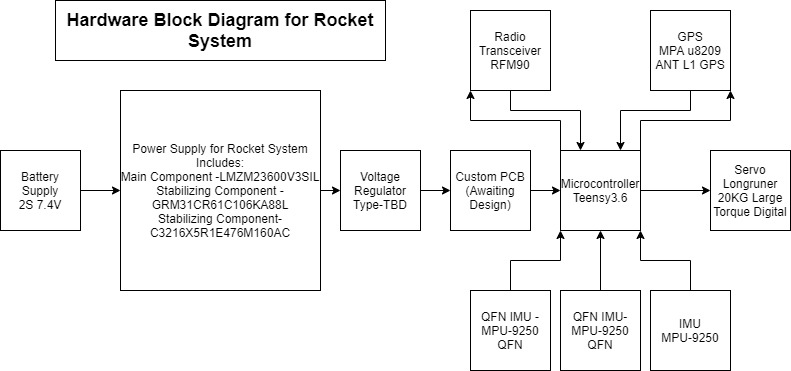 Hardware Block Diagram for Rocket
System
Radio
Transceiver
RFM90
GPS
MPA u8209
ANT L1 GPS
Battery
Supply
2S 7.4V
Power Supply for Rocket System
Includes:
Main Component -LMZM23600V3SIL
Stabilizing Component -
GRM31CR61C106KA88L
Stabilizing Component-
C3216X5R1E476M160AC
Voltage
Regulator
Type-TBD
Custom PCB
(Awaiting
Design)
Microcontroller
Teensy3.6
Servo
Longruner
20KG Large
Torque Digital
QFN IMU -
MPU-9250
QFN
QFN IMU-
MPU-9250
QFN
IMU
MPU-9250